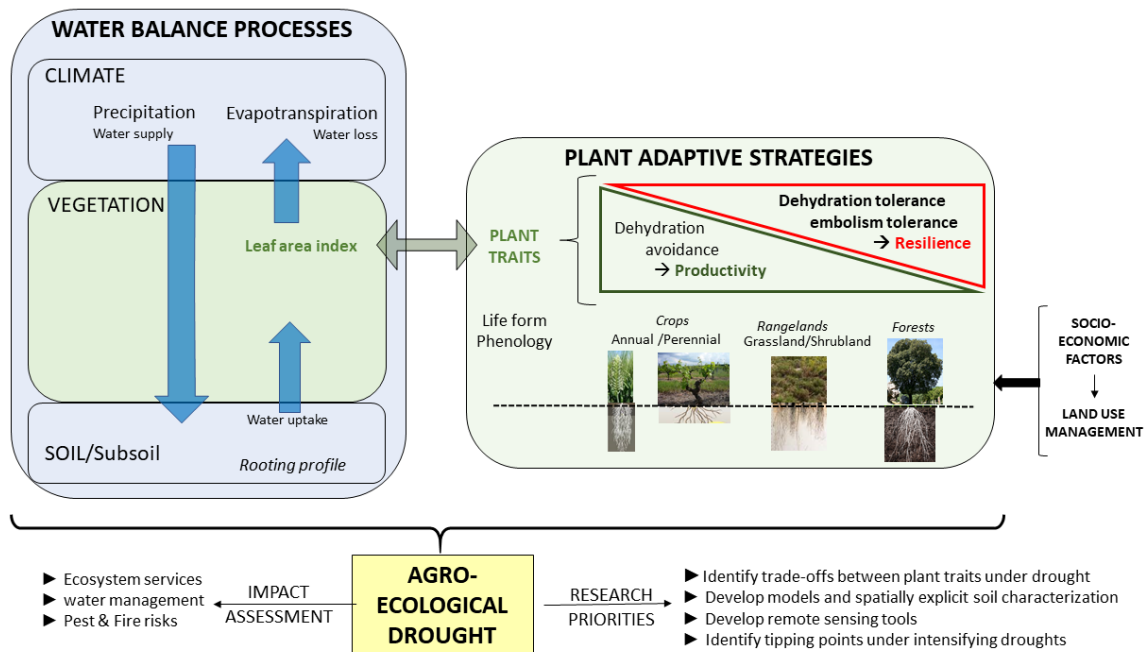 WATER BALANCE PROCESSES
CLIMATE
Precipitation
Water supply
Evapotranspiration
Water loss
VEGETATION
Leaf area index
Water uptake
SOIL/Subsoil
Rooting profile
PLANT ADAPTIVE STRATEGIES
PLANT
TRAITS
Dehydration tolerance
embolism tolerance
→ Resilience
Dehydration
avoidance
→ Productivity
Life form
Phenology
Crops
Annual /Perennial
Rangelands
Grassland/Shrubland
Forests
SOCIO-
ECONOMIC
FACTORS
LAND USE
MANAGEMENT
► Ecosystem services
► water management
► Pest & Fire risks
IMPACT
ASSESSMENT
AGRO-
ECOLOGICAL
DROUGHT
RESEARCH
PRIORITIES
► Identify trade-offs between plant traits under drought
► Develop models and spatially explicit soil characterization
► Develop remote sensing tools
► Identify tipping points under intensifying droughts